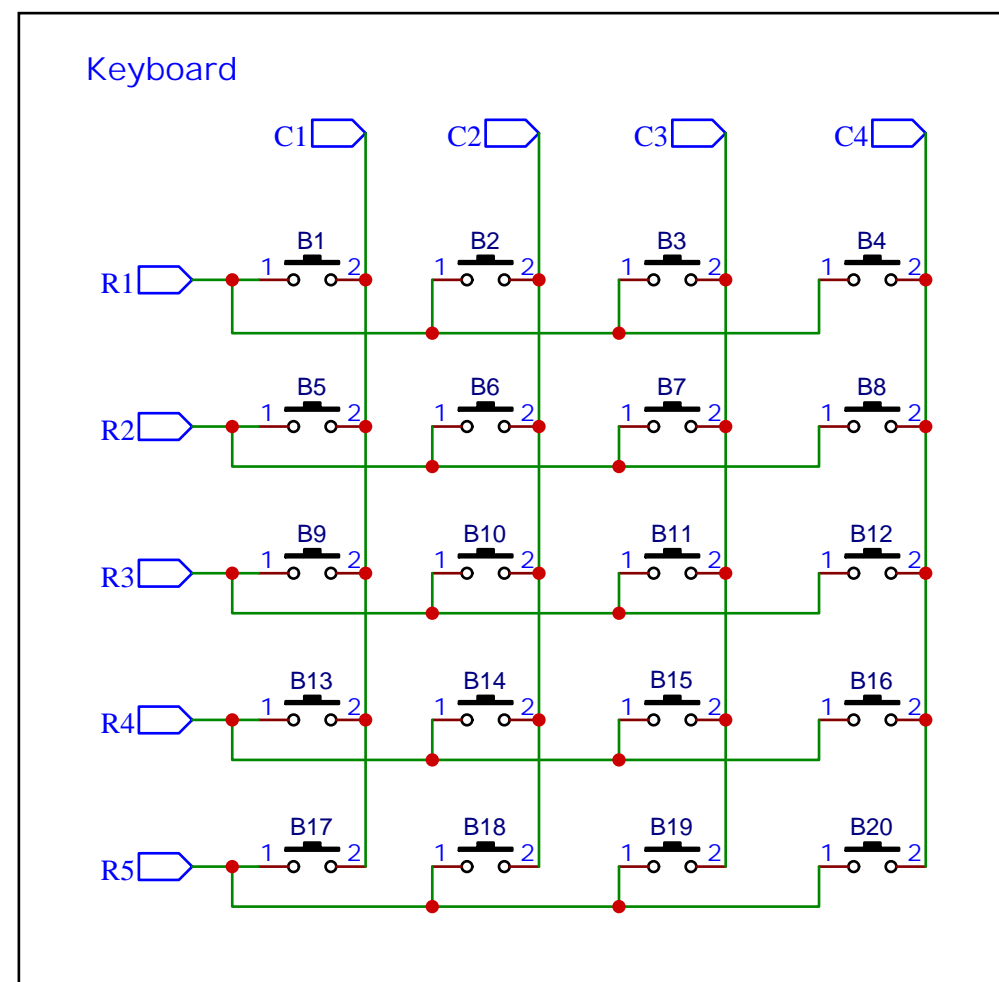 Keyboard
C1 C2 C3 C4
B1 B2 B3 B4
R1 1 2 1 2 1 2 1 2
B5 B6 B7 B8
R2 1 2 1 2 1 2 1 2
B9 B10 B11 B12
R3 1 2 1 2 1 2 1 2
B13 B14 B15 B16
R4 1 2 1 2 1 2 1 2
B17 B18 B19 B20
R5 1 2 1 2 1 2 1 2